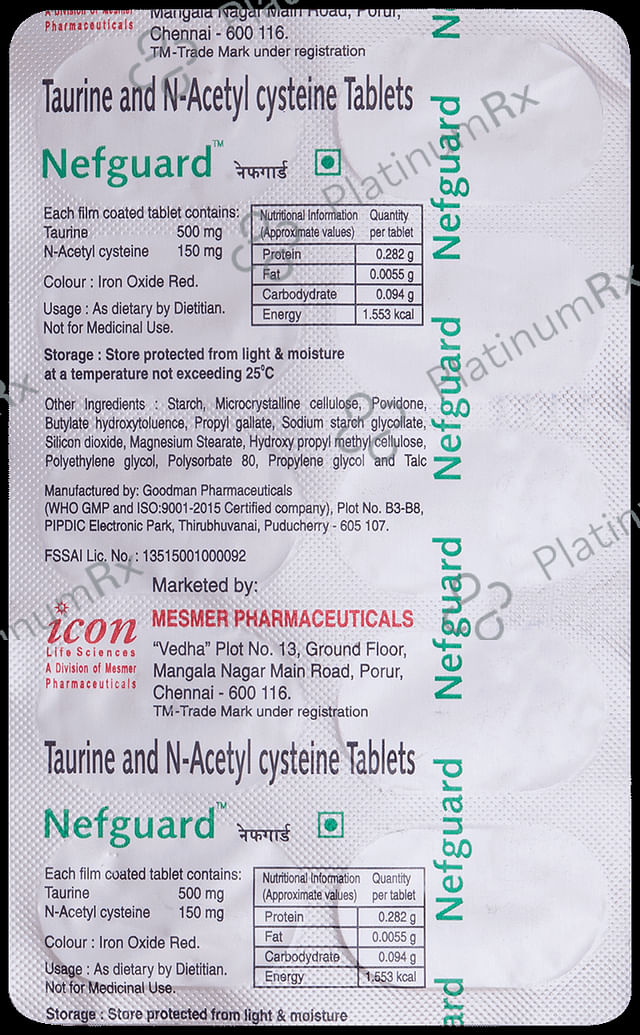 A Division of Mesmer
Pharmaceuticals
Mangala Nagar Main Road, Porur,
Chennai - 600 116.
TM-Trade Mark under registration
Taurine and N-Acetyl cysteine Tablets
Nefguard™ नेफगार्ड
Each film coated tablet contains:
Taurine 500 mg
N-Acetyl cysteine 150 mg
Colour : Iron Oxide Red.
Usage : As dietary by Dietitian.
Not for Medicinal Use.
Nutritional Information Quantity
(Approximate values) per tablet
Protein 0.282 g
Fat 0.0055 g
Carbodydrate 0.094 g
Energy 1.553 kcal
Storage : Store protected from light & moisture
at a temperature not exceeding 25°C
Other Ingredients : Starch, Microcrystalline cellulose, Povidone,
Butylate hydroxytoluence, Propyl gallate, Sodium starch glycollate,
Silicon dioxide, Magnesium Stearate, Hydroxy propyl methyl cellulose,
Polyethylene glycol, Polysorbate 80, Propylene glycol and Talc
Manufactured by: Goodman Pharmaceuticals
(WHO GMP and ISO:9001-2015 Certified company), Plot No. B3-B8,
PIPDIC Electronic Park, Thirubhuvanai, Puducherry - 605 107.
FSSAI Lic. No. : 13515001000092
Marketed by:
icon
Life Sciences
A Division of Mesmer
Pharmaceuticals
MESMER PHARMACEUTICALS
“Vedha” Plot No. 13, Ground Floor,
Mangala Nagar Main Road, Porur,
Chennai - 600 116.
TM-Trade Mark under registration
Taurine and N-Acetyl cysteine Tablets
Nefguard™ नेफगार्ड
Each film coated tablet contains:
Taurine 500 mg
N-Acetyl cysteine 150 mg
Colour : Iron Oxide Red.
Usage : As dietary by Dietitian.
Not for Medicinal Use.
Nutritional Information Quantity
(Approximate values) per tablet
Protein 0.282 g
Fat 0.0055 g
Carbodydrate 0.094 g
Energy 1.553 kcal
Storage : Store protected from light & moisture
Nefguard
Nefguard
Nefguard
Nefguard
PlatinumRx
PlatinumRx